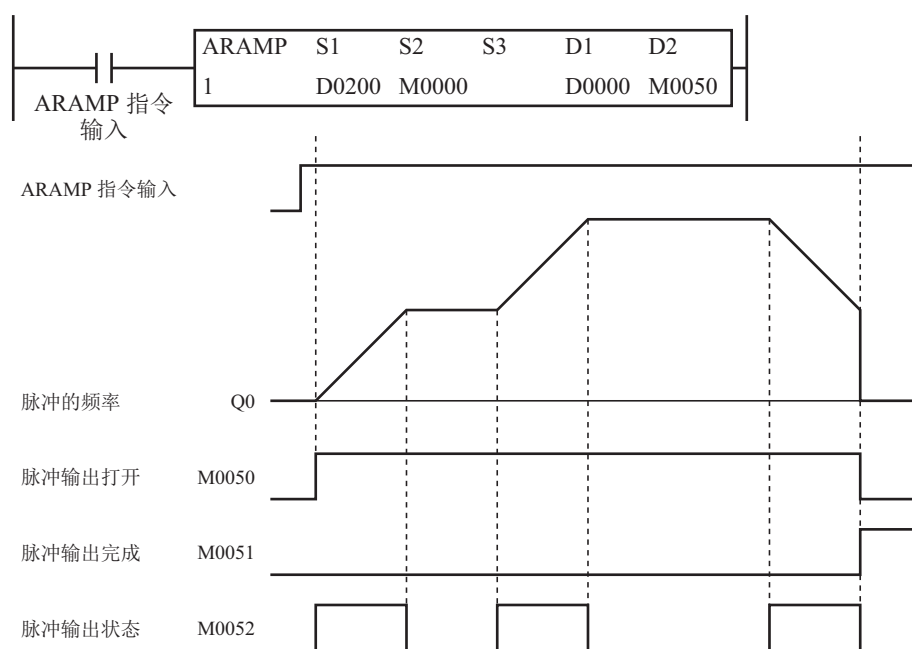 ARAMP S1 S2 S3 D1 D2
1 D0200 M0000 D0000 M0050
ARAMP 指令
输入
ARAMP 指令输入
脉冲的频率 Q0
脉冲输出打开 M0050
脉冲输出完成 M0051
脉冲输出状态 M0052